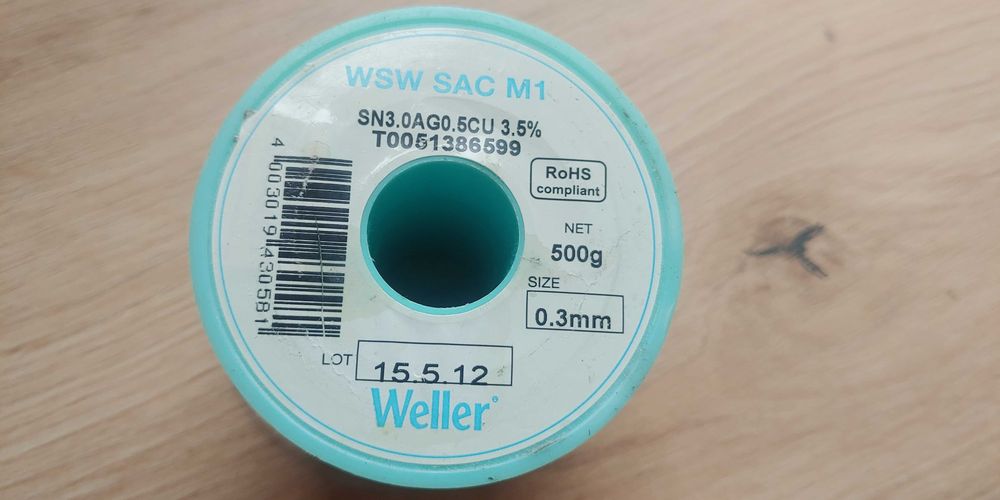 WSW SAC M1
SN3.0AG0.5CU 3.5%
T0051386599
4 003019 430581
RoHS
compliant
NET
500g
SIZE
0.3mm
LOT 15.5.12
Weller®